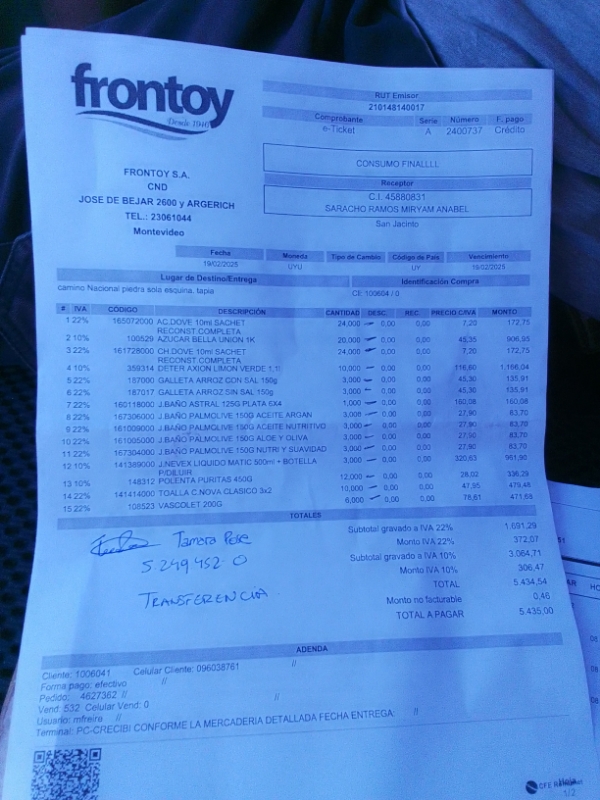 frontoy
Desde 1946
FRONTOY S.A.
CND
JOSE DE BEJAR 2600 y ARGERICH
TEL.: 23061044
Montevideo
RUT Emisor
210148140017
Comprobante Serie Número F. pago
e-Ticket A 2400737 Crédito
CONSUMO FINALLLL
Receptor
C.I. 45880831
SARACHO RAMOS MIRYAM ANABEL
San Jacinto
Fecha Moneda Tipo de Cambio Código de Pais Vencimiento
19/02/2025 UYU UY 19/02/2025
Lugar de Destino/Entrega Identificación Compra
camino Nacional piedra sola esquina. tapia CE 100604 / 0
# IVA CÓDIGO DESCRIPCIÓN CANTIDAD DESC. REC. PRECIO C/IVA MONTO
1 22% 165072000 AC.DOVE 10ml SACHET RECONST.COMPLETA 24,000 0,00 0,00 7,20 172,75
2 10% 100529 AZUCAR BELLA UNION 1K 20,000 0,00 0,00 45,35 906,95
3 22% 161728000 CH.DOVE 10ml SACHET RECONST.COMPLETA 24,000 0,00 0,00 7,20 172,75
4 10% 359314 DETER AXION LIMON VERDE 1,1l 10,000 0,00 0,00 116,60 1.166,04
5 22% 187000 GALLETA ARROZ CON SAL 150g 3,000 0,00 0,00 45,30 135,91
6 22% 187017 GALLETA ARROZ SIN SAL 150g 3,000 0,00 0,00 45,30 135,91
7 22% 160118000 J.BAÑO ASTRAL 125G PLATA 6X4 1,000 0,00 0,00 160,08 160,08
8 22% 167306000 J.BAÑO PALMOLIVE 150G ACEITE ARGAN 3,000 0,00 0,00 27,90 83,70
9 22% 161009000 J.BAÑO PALMOLIVE 150G ACEITE NUTRITIVO 3,000 0,00 0,00 27,90 83,70
10 22% 161005000 J.BAÑO PALMOLIVE 150G ALOE Y OLIVA 3,000 0,00 0,00 27,90 83,70
11 22% 167304000 J.BAÑO PALMOLIVE 150G NUTRI Y SUAVIDAD 3,000 0,00 0,00 27,90 83,70
12 10% 141389000 J.NEVEX LIQUIDO MATIC 500ml + BOTELLA P/DILUIR 3,000 0,00 0,00 320,63 961,90
13 10% 148312 POLENTA PURITAS 450G 12,000 0,00 0,00 28,02 336,29
14 22% 141414000 TOALLA C.NOVA CLASICO 3x2 10,000 0,00 0,00 47,95 479,48
15 22% 108523 VASCOLET 200G 6,000 0,00 0,00 78,61 471,68
TOTALES
Subtotal gravado a IVA 22% 1.691,29
Monto IVA 22% 372,07
Subtotal gravado a IVA 10% 3.064,71
Monto IVA 10% 306,47
TOTAL 5.434,54
Monto no facturable 0,46
TOTAL A PAGAR 5.435,00
Tamara Pose
5.249.452-0
TRANSFERENCIA.
ADENDA
Cliente: 1006041 Celular Cliente: 096038761 //
Forma pago: efectivo //
Pedido: 4627362 // //
Vend: 532 Celular Vend: 0
Usuario: mfreire //
Terminal: PC-CRECIBI CONFORME LA MERCADERIA DETALLADA FECHA ENTREGA: //
CFE
Hoja
1/2